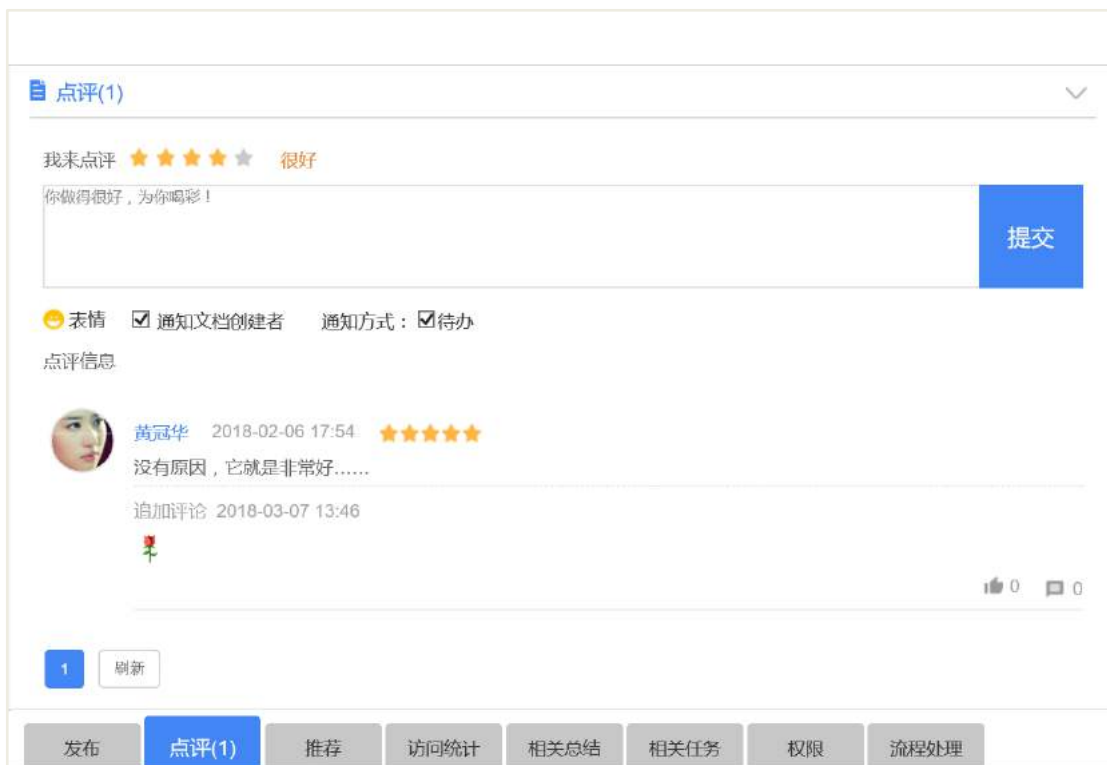 点评(1)
我来点评 很好
你做得很好，为你喝彩！
提交
表情 通知文档创建者 通知方式： 待办
点评信息
黄冠华 2018-02-06 17:54
没有原因，它就是非常好……
追加评论 2018-03-07 13:46
0 0
1 刷新
发布 点评(1) 推荐 访问统计 相关总结 相关任务 权限 流程处理